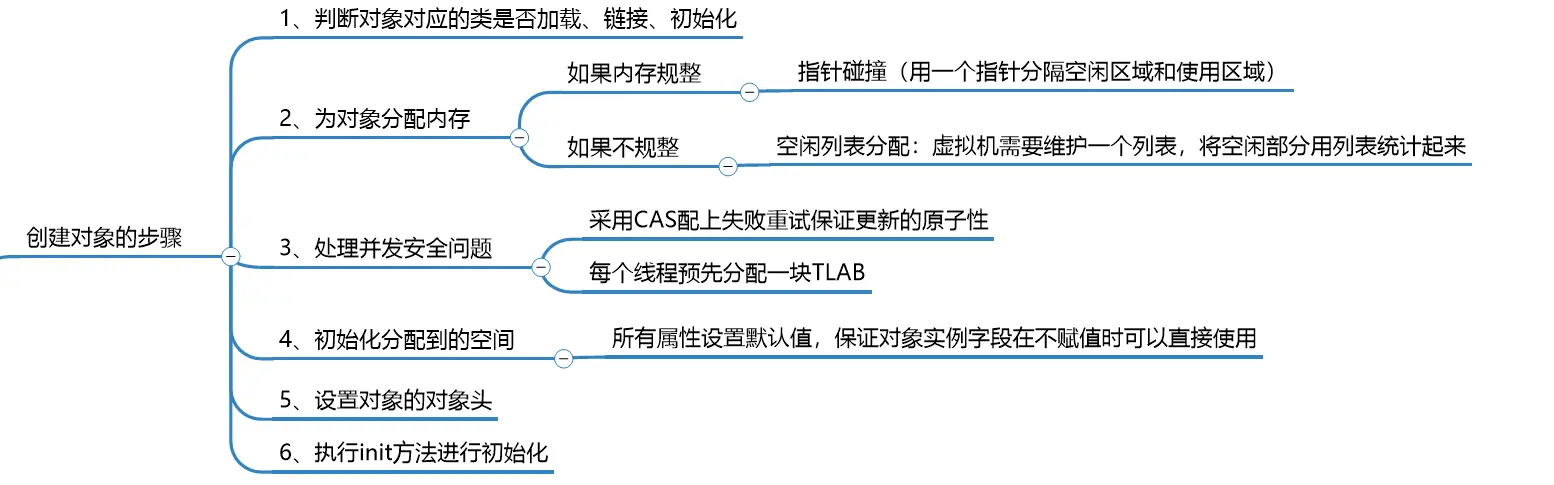 创建对象的步骤
1、判断对象对应的类是否加载、链接、初始化
2、为对象分配内存
如果内存规整
指针碰撞（用一个指针分隔空闲区域和使用区域）
如果不规整
空闲列表分配：虚拟机需要维护一个列表，将空闲部分用列表统计起来
3、处理并发安全问题
采用CAS配上失败重试保证更新的原子性
每个线程预先分配一块TLAB
4、初始化分配到的空间
所有属性设置默认值，保证对象实例字段在不赋值时可以直接使用
5、设置对象的对象头
6、执行init方法进行初始化